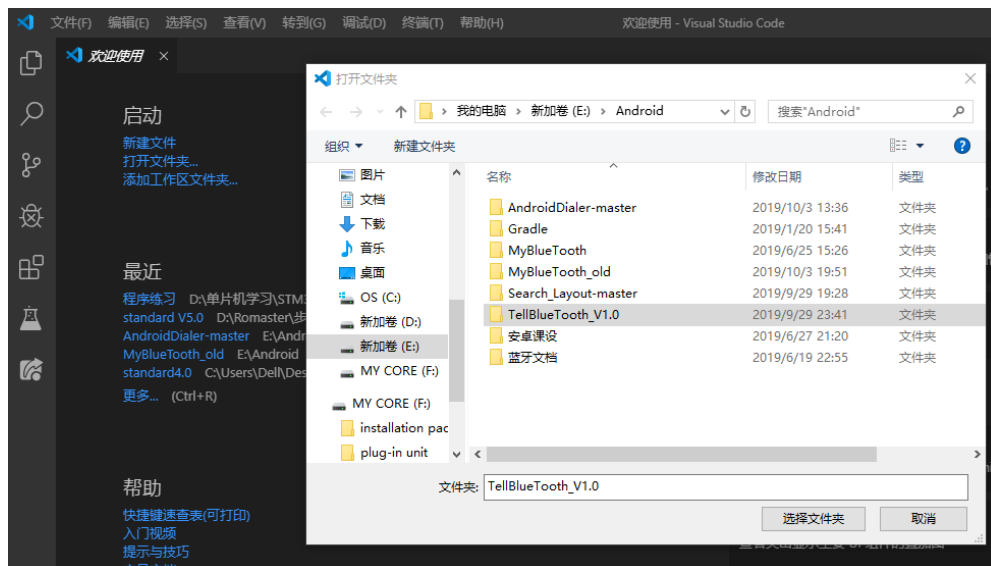 文件(F) 编辑(E) 选择(S) 查看(V) 转到(G) 调试(D) 终端(T) 帮助(H) 欢迎使用 - Visual Studio Code
欢迎使用
启动
新建文件
打开文件夹...
添加工作区文件夹...
最近
程序练习 D:\单片机学习\STM
standard V5.0 D:\Romaster\步
AndroidDialer-master E:\Andr
MyBlueTooth_old E:\Android
standard4.0 C:\Users\Dell\Des
更多... (Ctrl+R)
帮助
快捷键速查表(可打印)
入门视频
提示与技巧
打开文件夹
我的电脑 › 新加卷 (E:) › Android
搜索"Android"
组织 新建文件夹
图片
文档
下载
音乐
桌面
OS (C:)
新加卷 (D:)
新加卷 (E:)
MY CORE (F:)
MY CORE (F:)
installation pac
plug-in unit
名称 修改日期 类型
AndroidDialer-master 2019/10/3 13:36 文件夹
Gradle 2019/1/20 15:41 文件夹
MyBlueTooth 2019/6/25 15:26 文件夹
MyBlueTooth_old 2019/10/3 19:51 文件夹
Search_Layout-master 2019/9/29 19:28 文件夹
TellBlueTooth_V1.0 2019/9/29 23:41 文件夹
安卓课设 2019/6/27 21:20 文件夹
蓝牙文档 2019/6/19 22:55 文件夹
文件夹: TellBlueTooth_V1.0
选择文件夹 取消